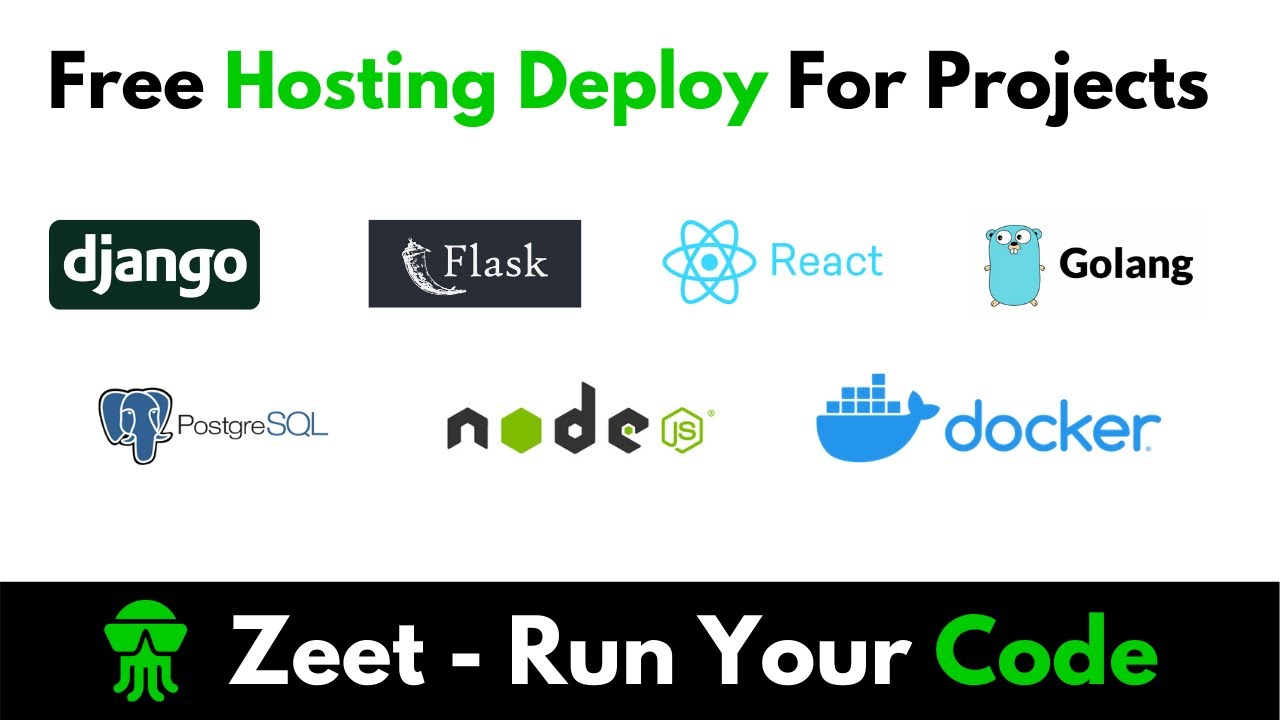 Free Hosting Deploy For Projects
django
Flask
React
Golang
PostgreSQL
node JS ®
docker
Zeet - Run Your Code